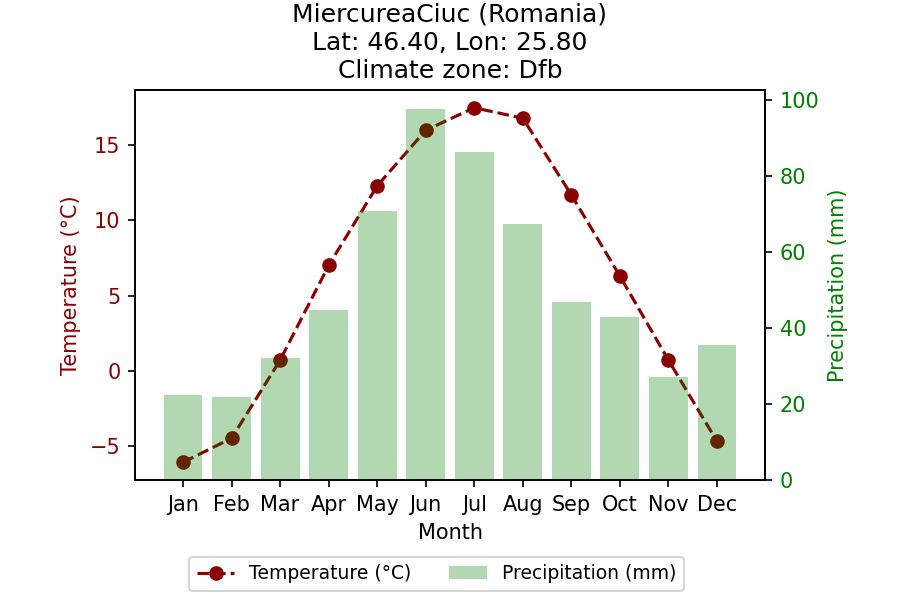 MiercureaCiuc (Romania)
Lat: 46.40, Lon: 25.80
Climate zone: Dfb
Temperature (°C)
15
10
5
0
−5
Precipitation (mm)
100
80
60
40
20
0
Jan Feb Mar Apr May Jun Jul Aug Sep Oct Nov Dec
Month
Temperature (°C) Precipitation (mm)